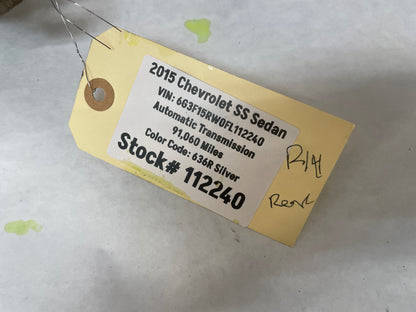 2015 Chevrolet SS Sedan
VIN: 6G3F15RW0FL112240
Automatic Transmission
91,060 Miles
Color Code: 636R Silver
Stock# 112240
R/H
Rear